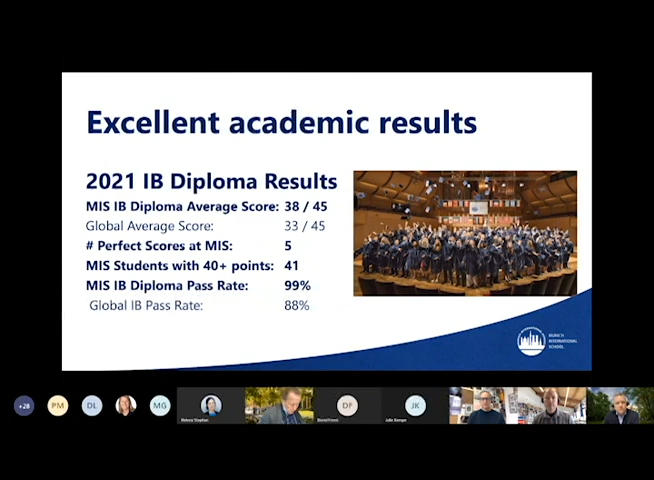 Excellent academic results
2021 IB Diploma Results
MIS IB Diploma Average Score: 38 / 45
Global Average Score: 33 / 45
# Perfect Scores at MIS: 5
MIS Students with 40+ points: 41
MIS IB Diploma Pass Rate: 99%
Global IB Pass Rate: 88%
MUNICH
INTERNATIONAL
SCHOOL
+28 PM DL MG DF JK